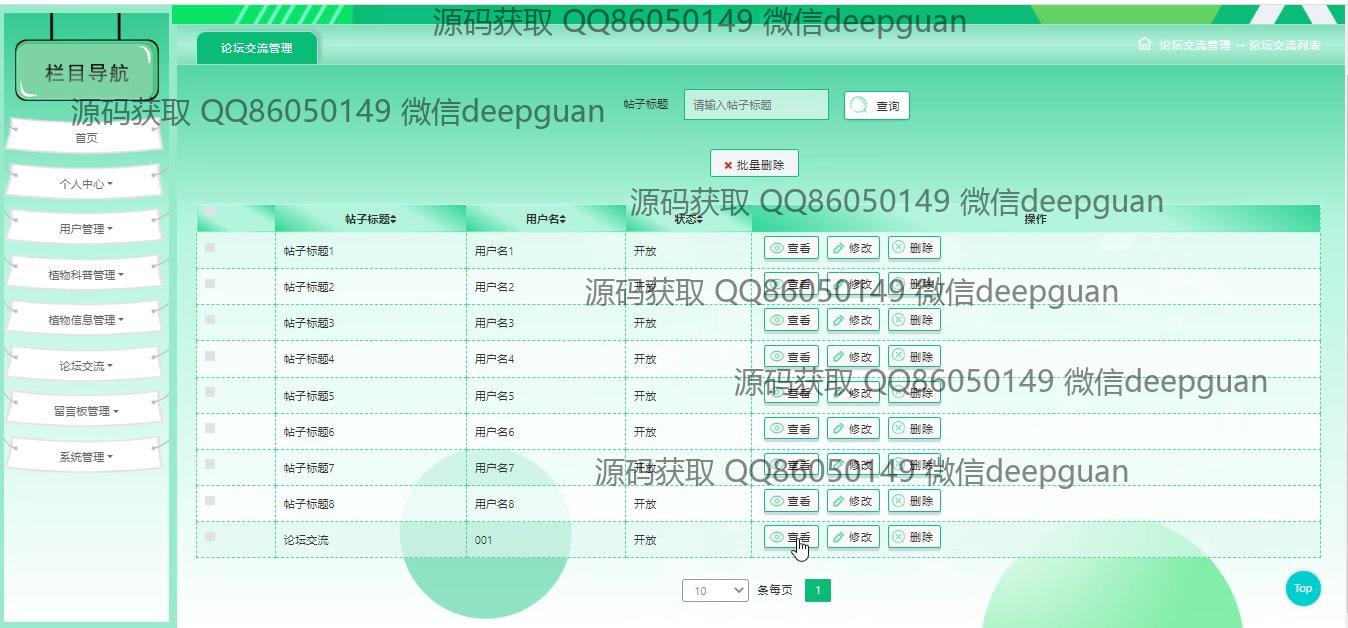 源码获取 QQ86050149 微信deepguan
论坛交流管理
论坛交流管理 → 论坛交流列表
栏目导航
源码获取 QQ86050149 微信deepguan
帖子标题
请输入帖子标题
查询
首页
个人中心
用户管理
植物科普管理
植物信息管理
论坛交流
留言板管理
系统管理
批量删除
源码获取 QQ86050149 微信deepguan
帖子标题 用户名 状态 操作
帖子标题1 用户名1 开放 查看 修改 删除
帖子标题2 用户名2 开放 查看 修改 删除
源码获取 QQ86050149 微信deepguan
帖子标题3 用户名3 开放 查看 修改 删除
帖子标题4 用户名4 开放 查看 修改 删除
源码获取 QQ86050149 微信deepguan
帖子标题5 用户名5 开放 查看 修改 删除
帖子标题6 用户名6 开放 查看 修改 删除
帖子标题7 用户名7 开放 查看 修改 删除
源码获取 QQ86050149 微信deepguan
帖子标题8 用户名8 开放 查看 修改 删除
论坛交流 001 开放 查看 修改 删除
10 条每页 1
Top